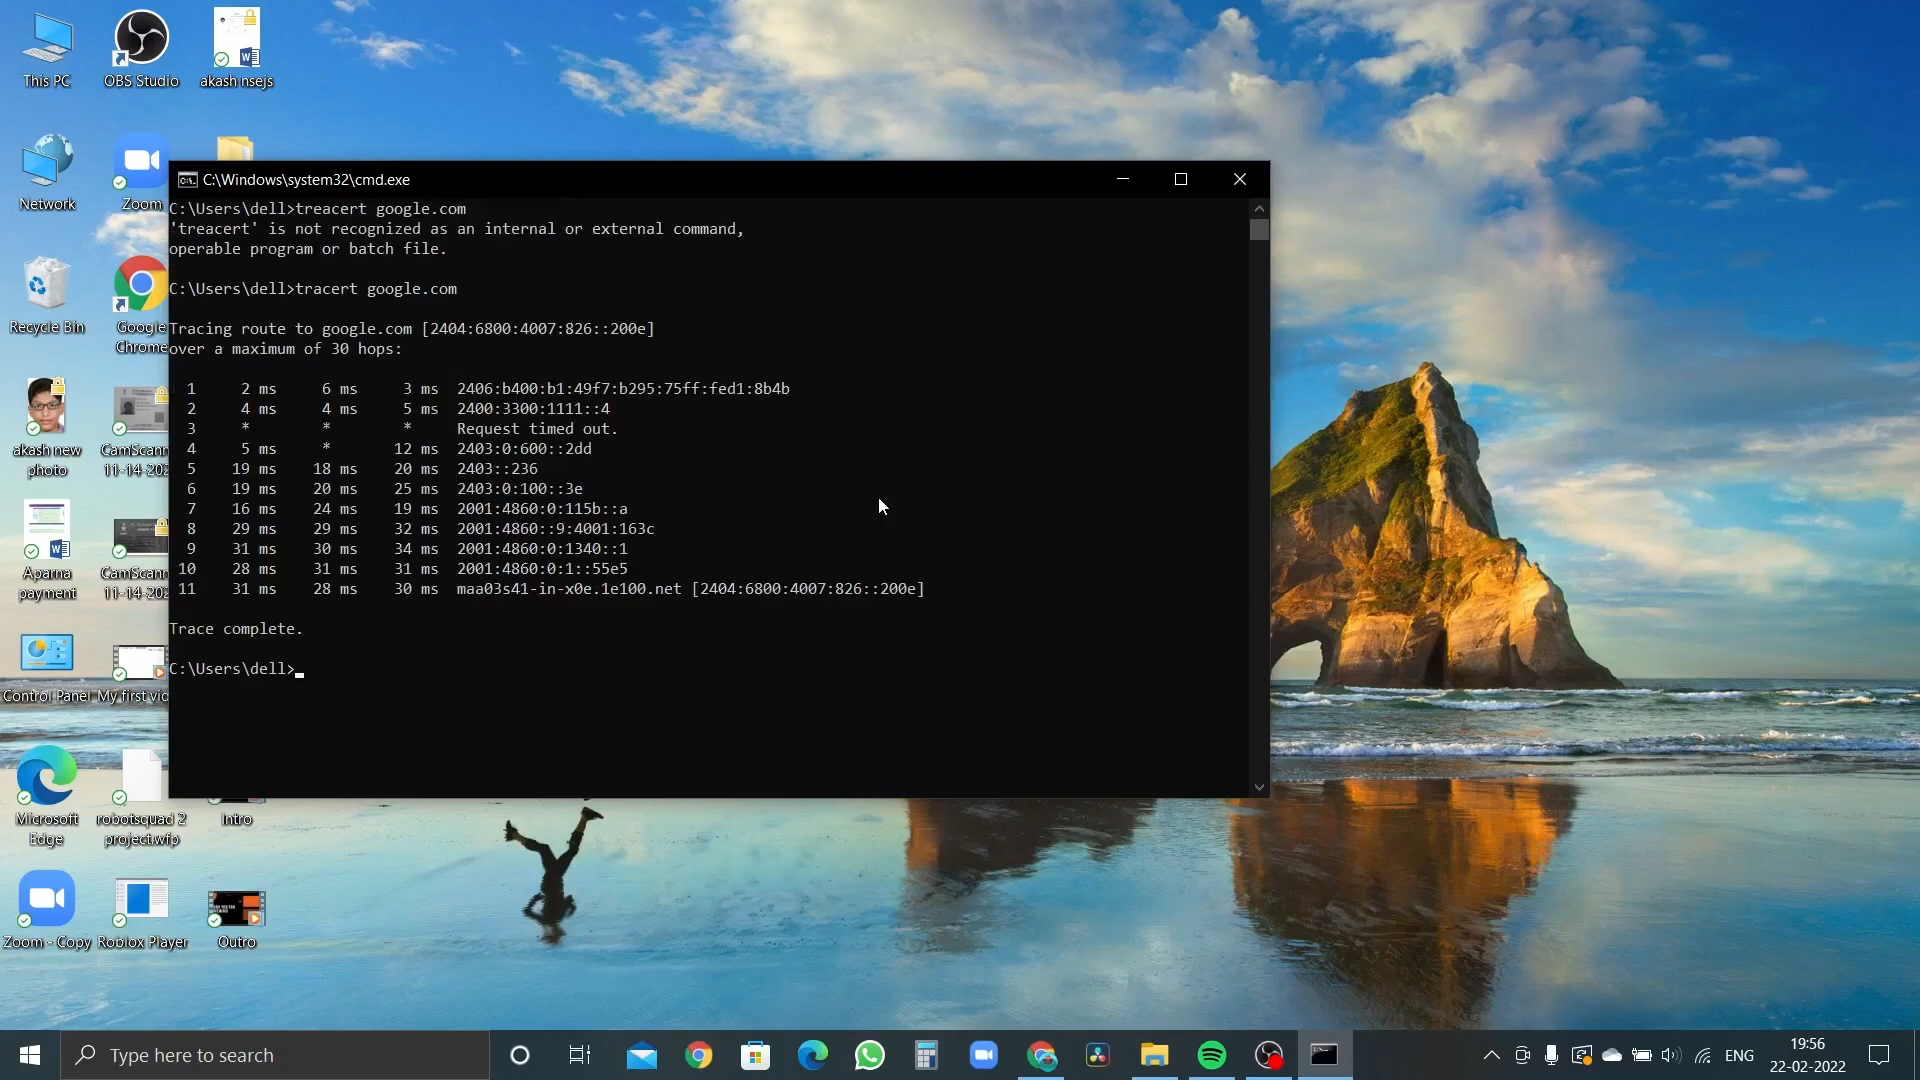 This PC
OBS Studio
akash nsejs
Network
Zoom
Recycle Bin
Google
Chrome
akash new
photo
CamScann
11-14-202
Aparna
payment
CamScann
11-14-202
Control Panel
My first vid
Microsoft
Edge
robotsquad 2
project.wfp
Intro
Zoom - Copy
Roblox Player
Outro
C:\Windows\system32\cmd.exe
C:\Users\dell>treacert google.com
'treacert' is not recognized as an internal or external command,
operable program or batch file.
C:\Users\dell>tracert google.com
Tracing route to google.com [2404:6800:4007:826::200e]
over a maximum of 30 hops:
1 2 ms 6 ms 3 ms 2406:b400:b1:49f7:b295:75ff:fed1:8b4b
2 4 ms 4 ms 5 ms 2400:3300:1111::4
3 * * * Request timed out.
4 5 ms * 12 ms 2403:0:600::2dd
5 19 ms 18 ms 20 ms 2403::236
6 19 ms 20 ms 25 ms 2403:0:100::3e
7 16 ms 24 ms 19 ms 2001:4860:0:115b::a
8 29 ms 29 ms 32 ms 2001:4860::9:4001:163c
9 31 ms 30 ms 34 ms 2001:4860:0:1340::1
10 28 ms 31 ms 31 ms 2001:4860:0:1::55e5
11 31 ms 28 ms 30 ms maa03s41-in-x0e.1e100.net [2404:6800:4007:826::200e]
Trace complete.
C:\Users\dell>
Type here to search
ENG
19:56
22-02-2022